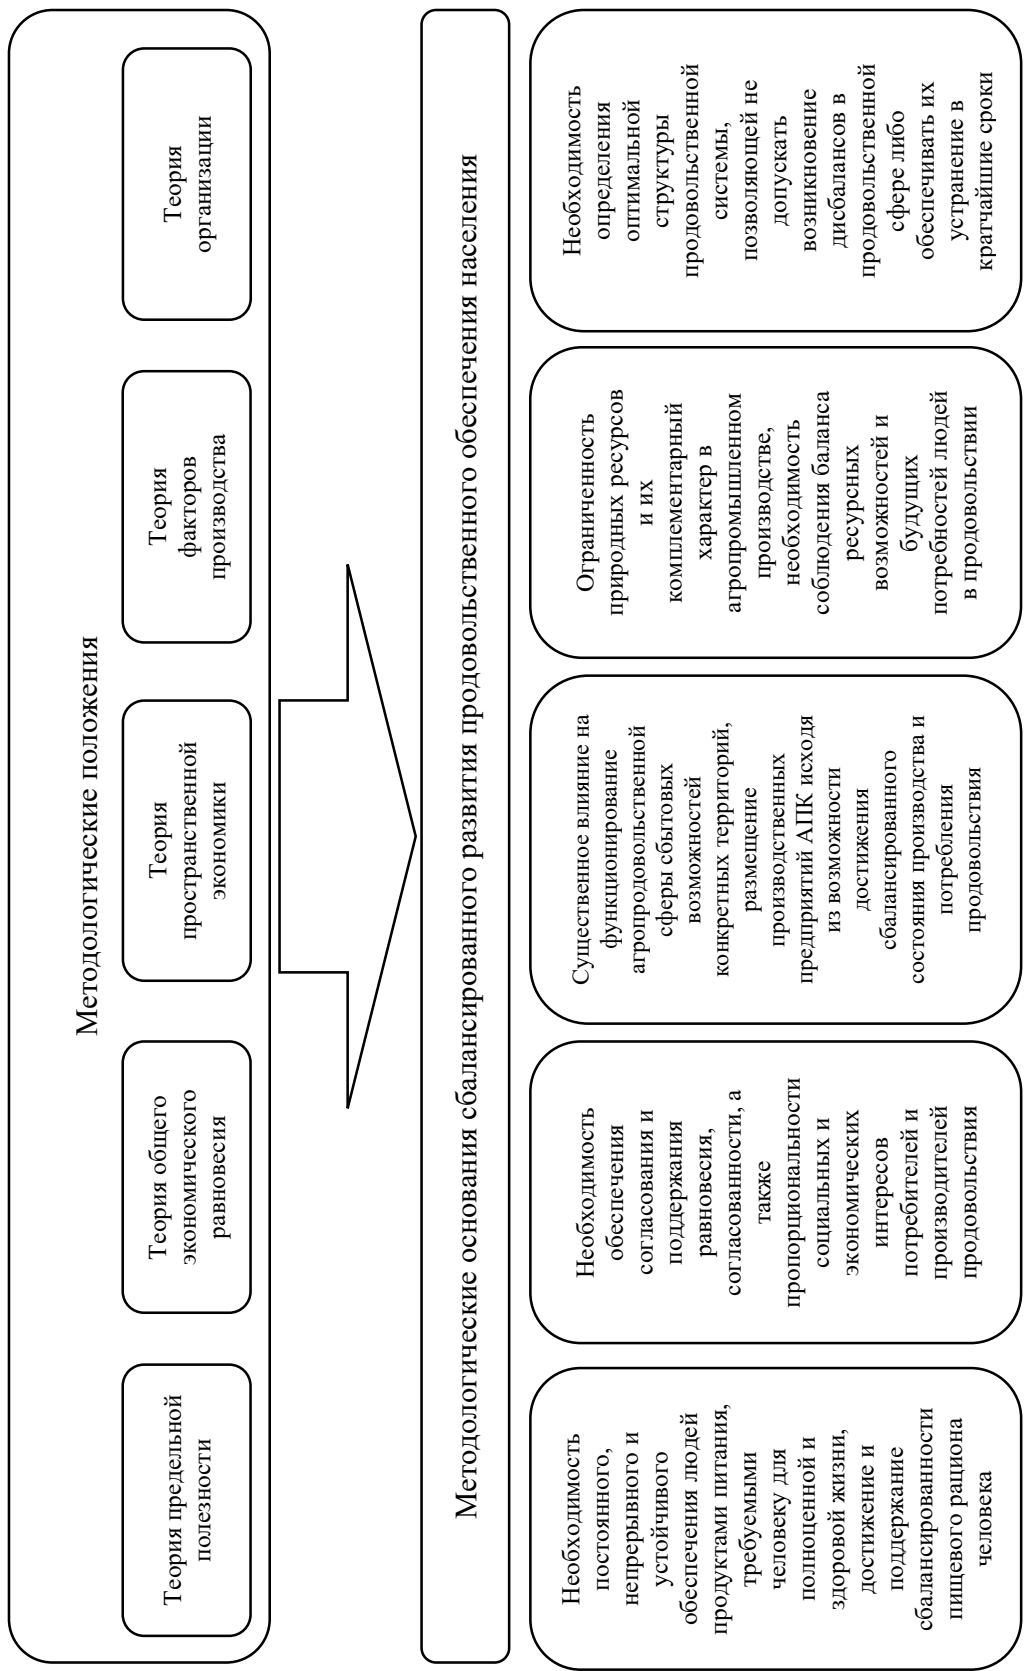 Методологические положения
Теория предельной
полезности
Теория общего
экономического
равновесия
Теория
пространственной
экономики
Теория
факторов
производства
Теория
организации
Методологические основания сбалансированного развития продовольственного обеспечения населения
Необходимость
постоянного,
непрерывного и
устойчивого
обеспечения людей
продуктами питания,
требуемыми
человеку для
полноценной и
здоровой жизни,
достижение и
поддержание
сбалансированности
пищевого рациона
человека
Необходимость
обеспечения
согласования и
поддержания
равновесия,
согласованности, а
также
пропорциональности
социальных и
экономических
интересов
потребителей и
производителей
продовольствия
Существенное влияние на
функционирование
агропродовольственной
сферы сбытовых
возможностей
конкретных территорий,
размещение
производственных
предприятий АПК исходя
из возможности
достижения
сбалансированного
состояния производства и
потребления
продовольствия
Ограниченность
природных ресурсов
и их
комплементарный
характер в
агропромышленном
производстве,
необходимость
соблюдения баланса
ресурсных
возможностей и
будущих
потребностей людей
в продовольствии
Необходимость
определения
оптимальной
структуры
продовольственной
системы,
позволяющей не
допускать
возникновение
дисбалансов в
продовольственной
сфере либо
обеспечивать их
устранение в
кратчайшие сроки